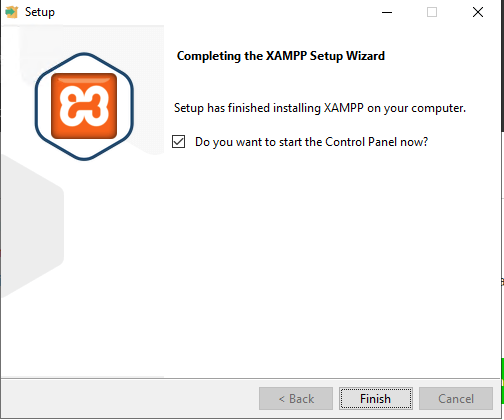 Setup
Completing the XAMPP Setup Wizard
Setup has finished installing XAMPP on your computer.
Do you want to start the Control Panel now?
< Back
Finish
Cancel